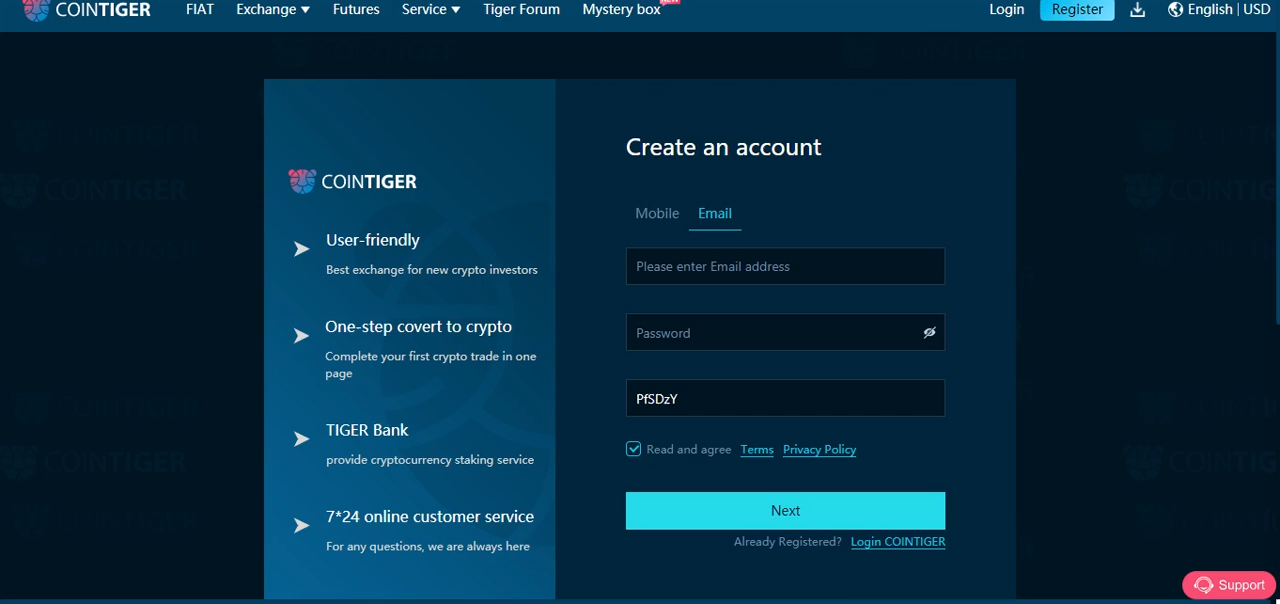 COINTIGER FIAT Exchange Futures Service Tiger Forum Mystery box NEW Login Register English | USD
COINTIGER
User-friendly
Best exchange for new crypto investors
One-step covert to crypto
Complete your first crypto trade in one
page
TIGER Bank
provide cryptocurrency staking service
7*24 online customer service
For any questions, we are always here
Create an account
Mobile Email
Please enter Email address
Password
PfSDzY
Read and agree Terms Privacy Policy
Next
Already Registered? Login COINTIGER
Support